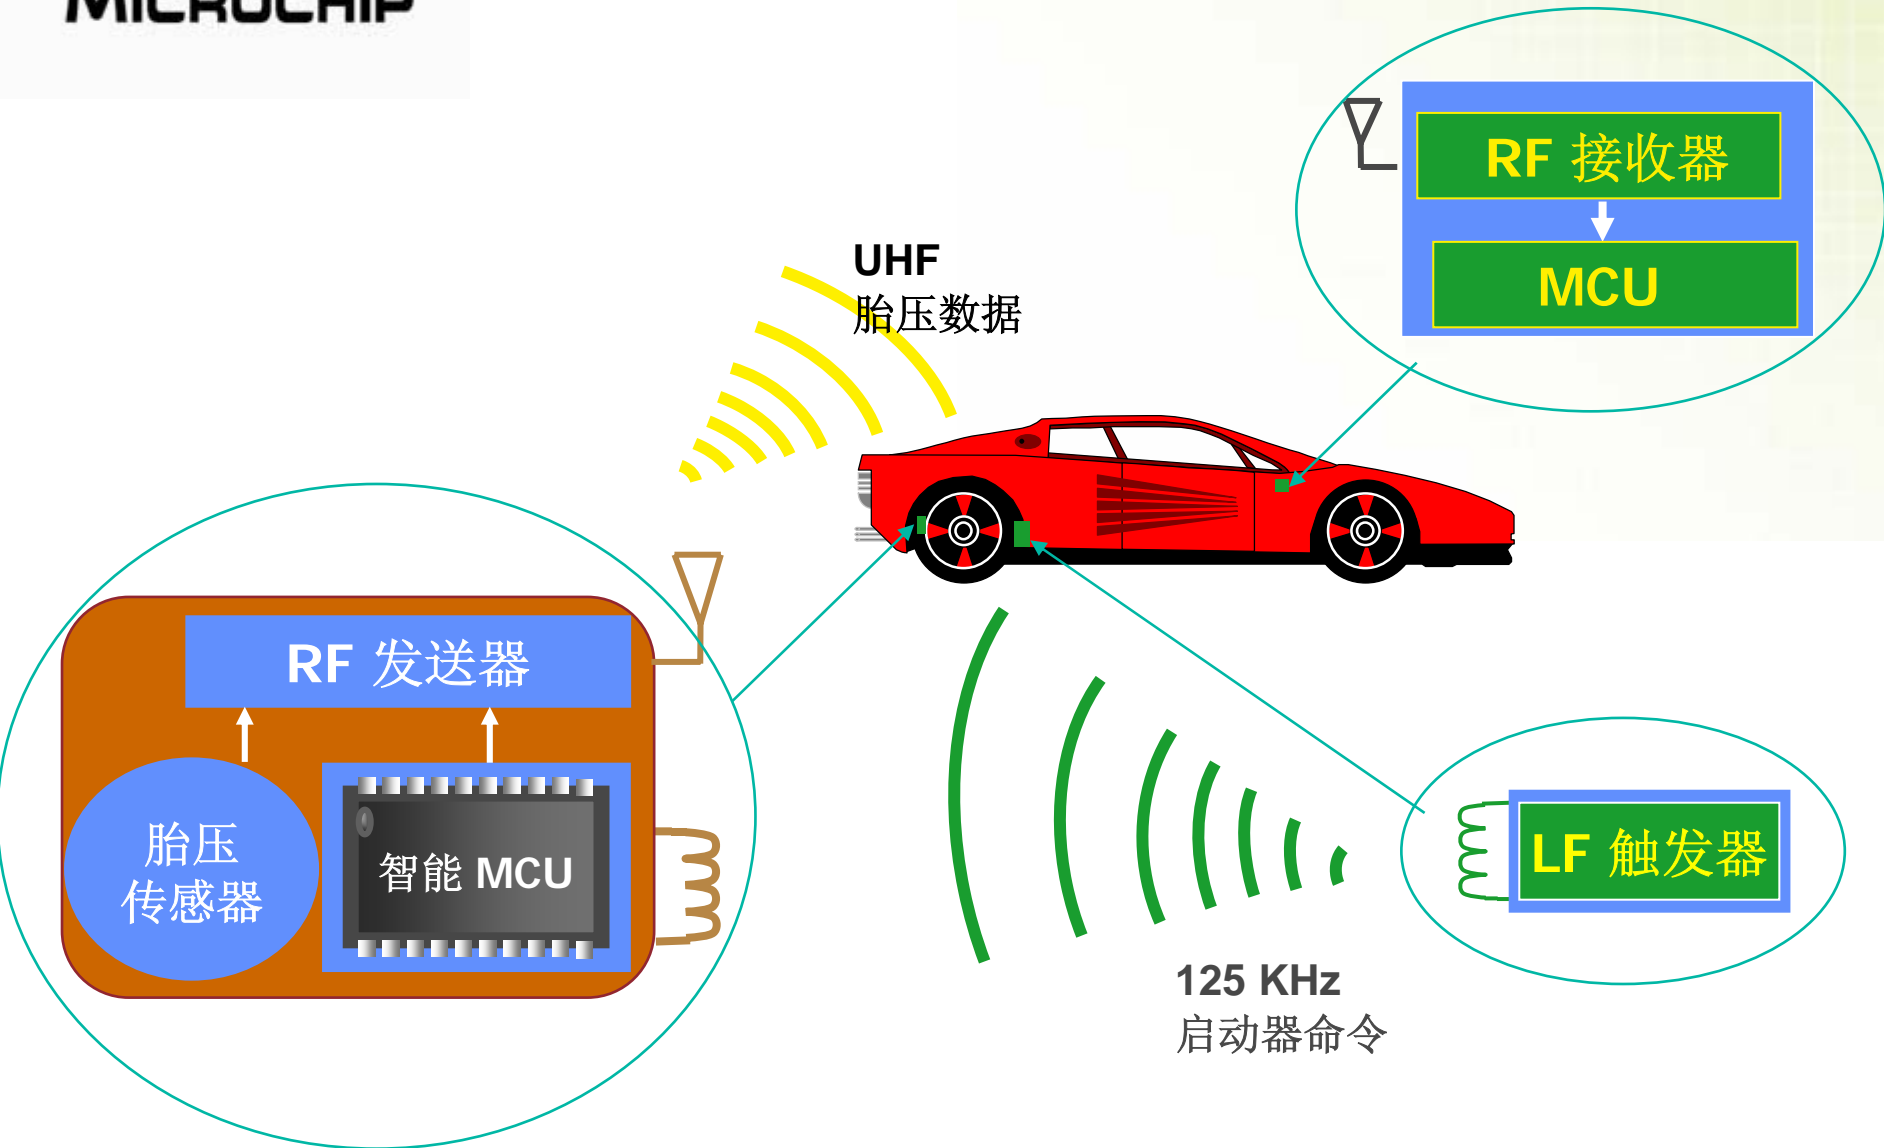 MICROCHIP
RF 接收器
MCU
UHF
胎压数据
RF 发送器
胎压
传感器
智能 MCU
LF 触发器
125 KHz
启动器命令